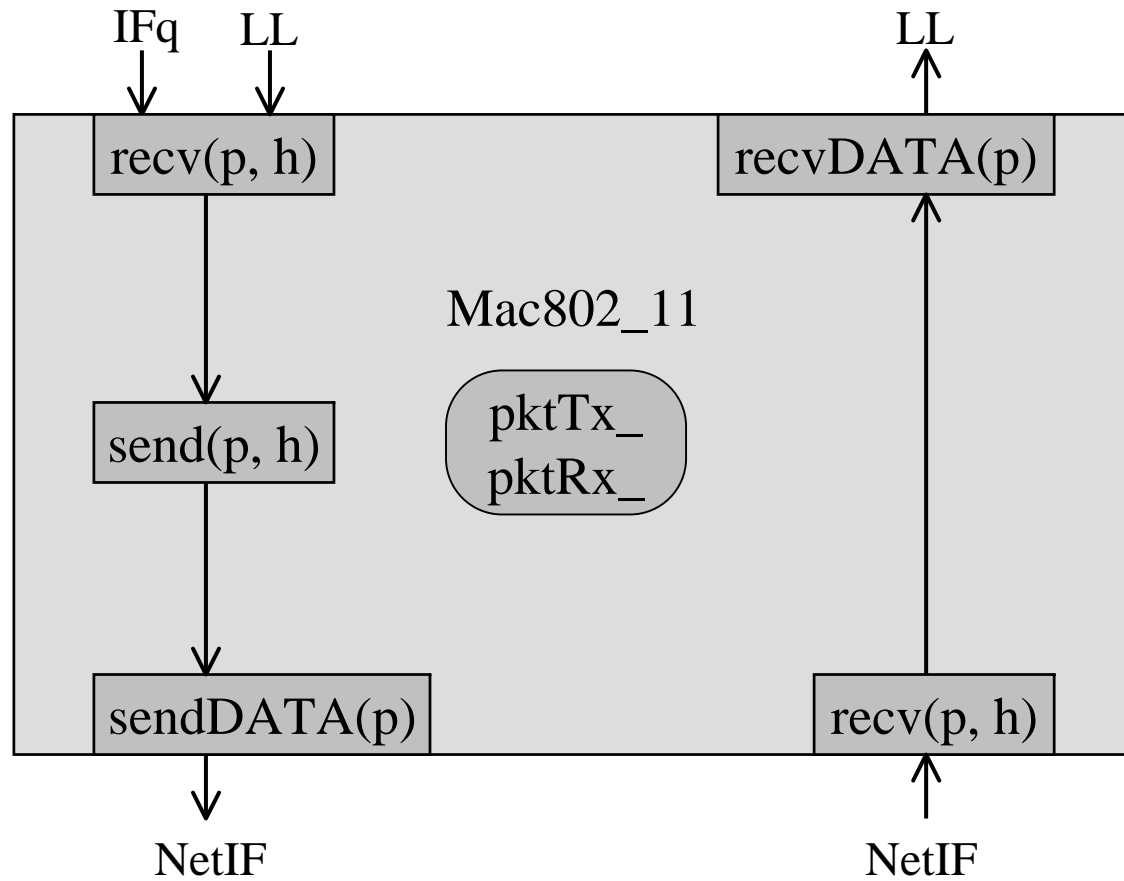 IFq
LL
LL
recv(p, h)
recvDATA(p)
Mac802_11
pktTx_
pktRx_
send(p, h)
sendDATA(p)
recv(p, h)
NetIF
NetIF